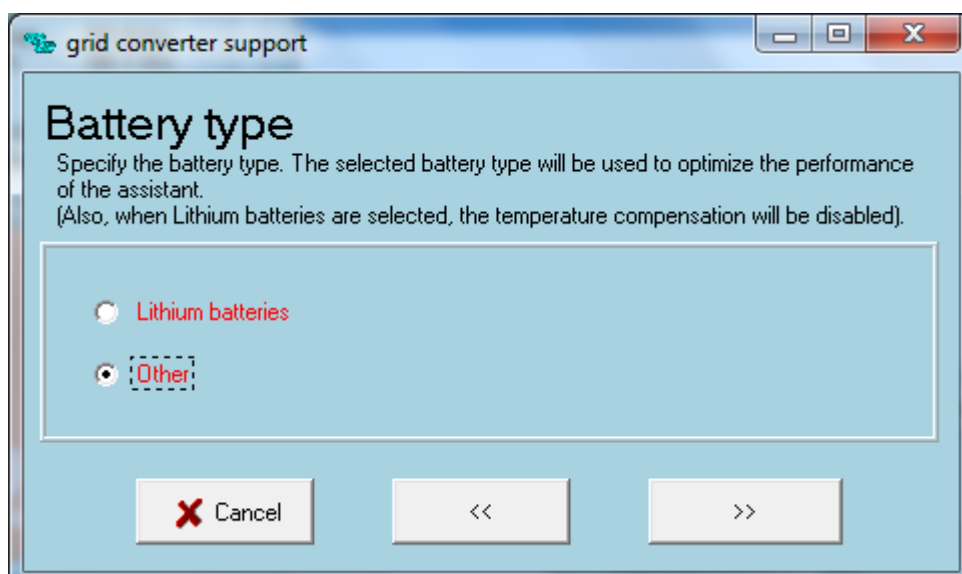 grid converter support
Battery type
Specify the battery type. The selected battery type will be used to optimize the performance
of the assistant.
(Also, when Lithium batteries are selected, the temperature compensation will be disabled).
Lithium batteries
Other
Cancel
<<
>>